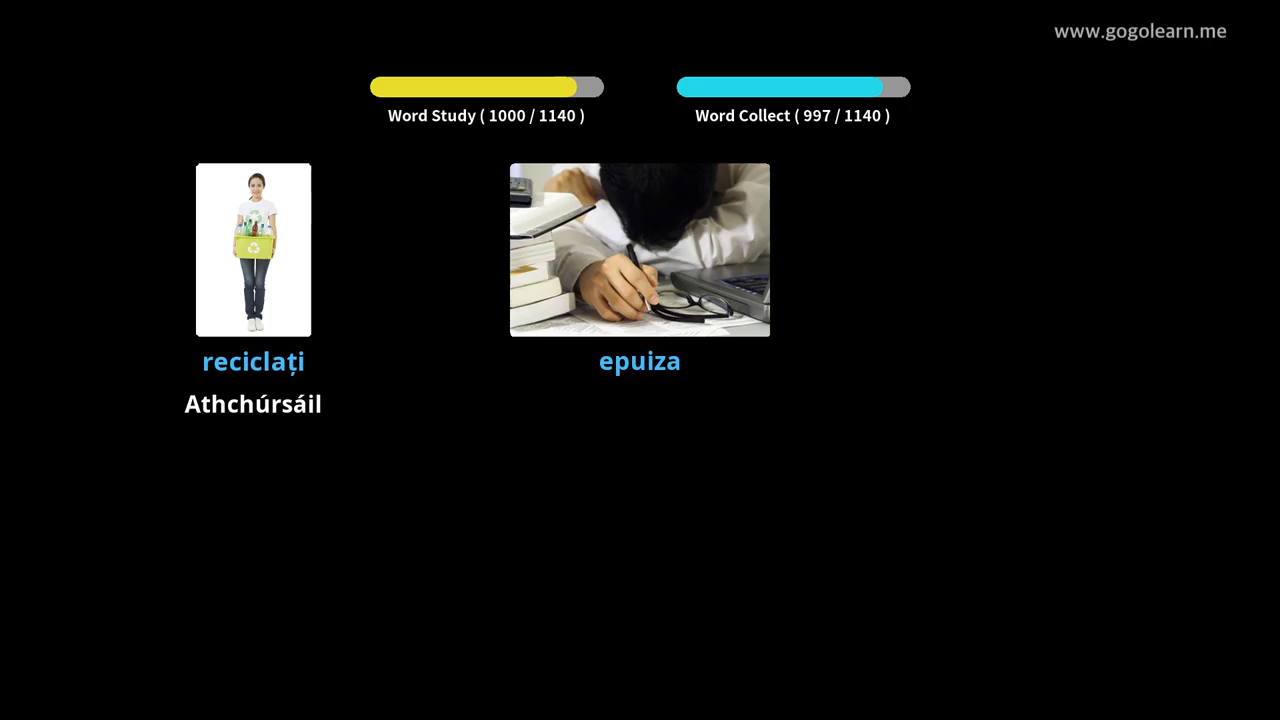 www.gogolearn.me
Word Study ( 1000 / 1140 )
Word Collect ( 997 / 1140 )
reciclați
Athchúrsáil
epuiza